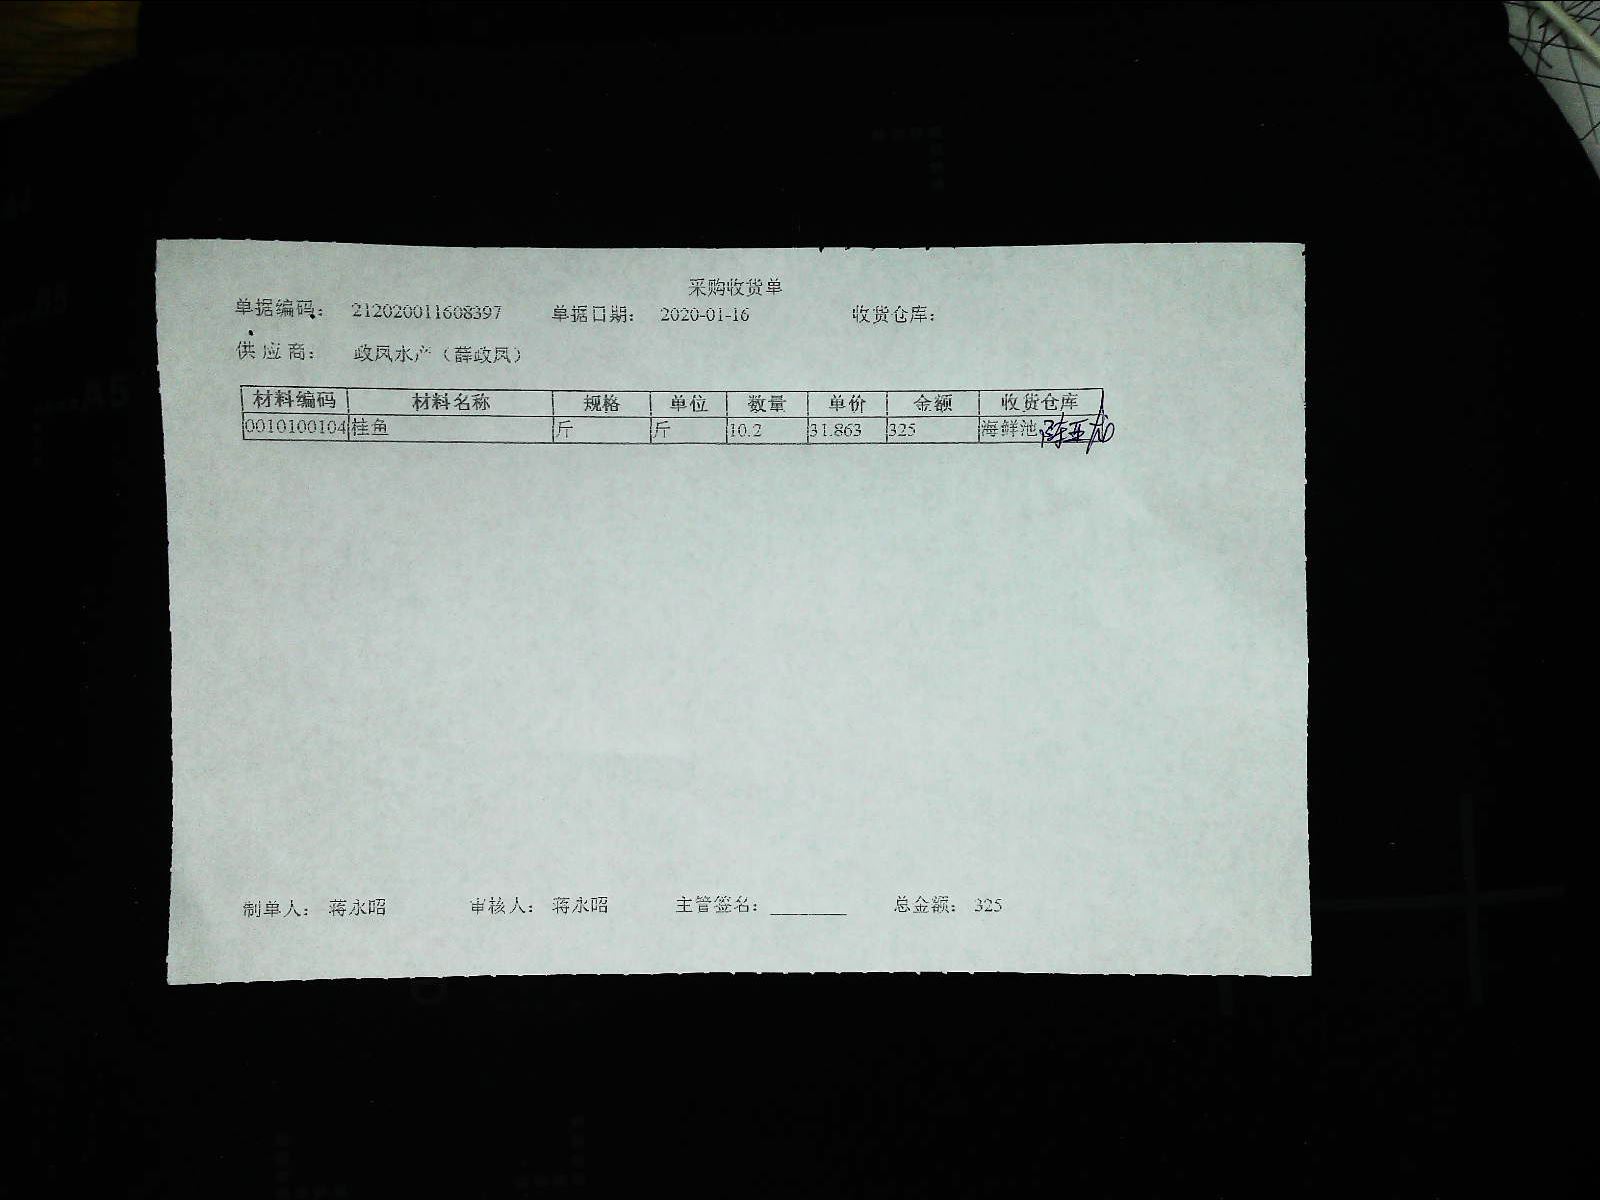 采购收货单
单据编码： 212020011608397 单据日期： 2020-01-16 收货仓库：
供 应 商： 政凤水产（薛政凤）
材料编码 材料名称 规格 单位 数量 单价 金额 收货仓库
0010100104 桂鱼 斤 斤 10.2 31.863 325 海鲜池
制单人： 蒋永昭 审核人： 蒋永昭 主管签名：________ 总金额： 325